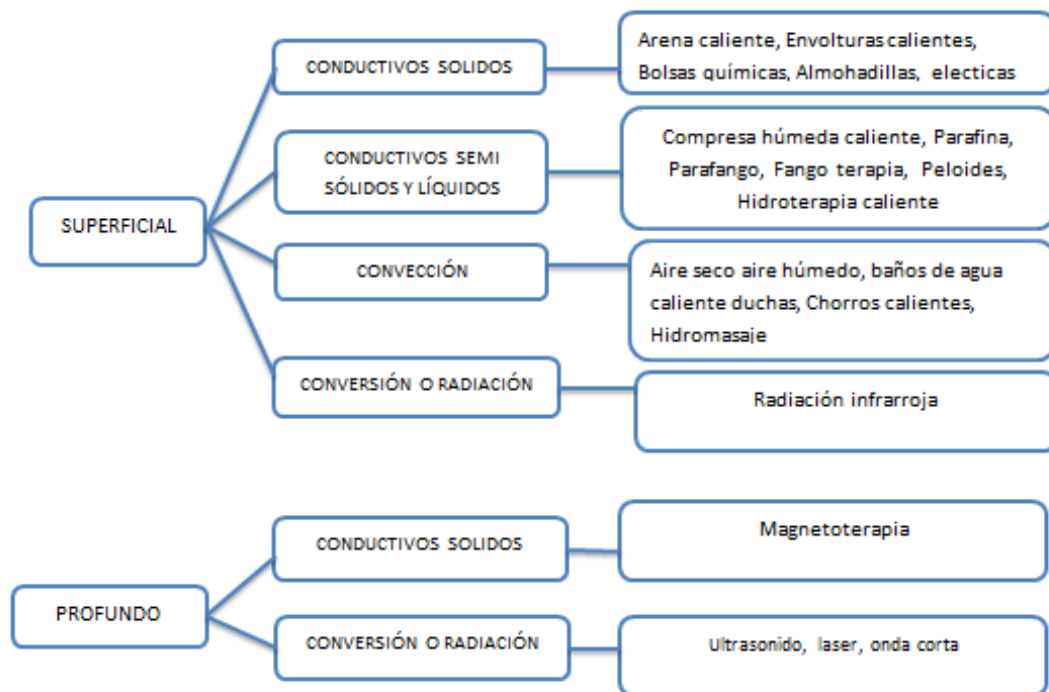 SUPERFICIAL
CONDUCTIVOS SOLIDOS
Arena caliente, Envolturas calientes,
Bolsas químicas, Almohadillas, electicas
CONDUCTIVOS SEMI
SÓLIDOS Y LÍQUIDOS
Compresa húmeda caliente, Parafina,
Parafango, Fango terapia, Peloides,
Hidroterapia caliente
CONVECCIÓN
Aire seco aire húmedo, baños de agua
caliente duchas, Chorros calientes,
Hidromasaje
CONVERSIÓN O RADIACIÓN
Radiación infrarroja
PROFUNDO
CONDUCTIVOS SOLIDOS
Magnetoterapia
CONVERSIÓN O RADIACIÓN
Ultrasonido, laser, onda corta